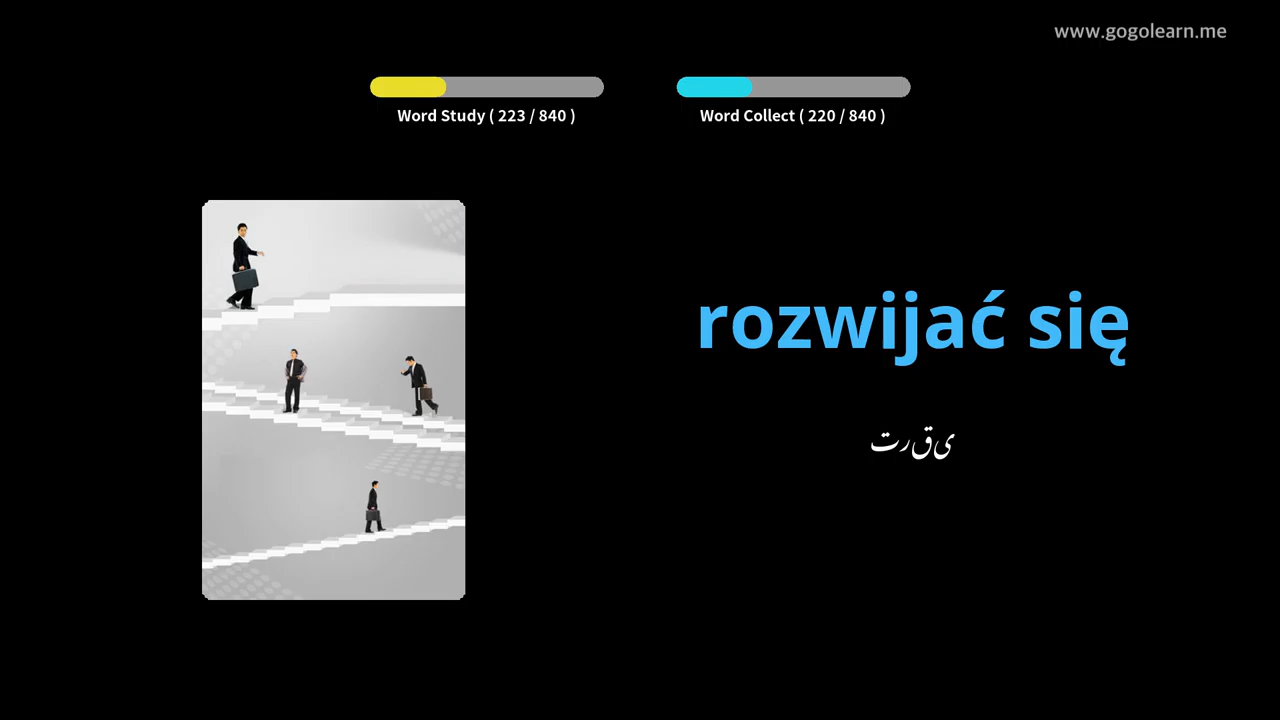 www.gogolearn.me
Word Study ( 223 / 840 )
Word Collect ( 220 / 840 )
rozwijać się
ترقی